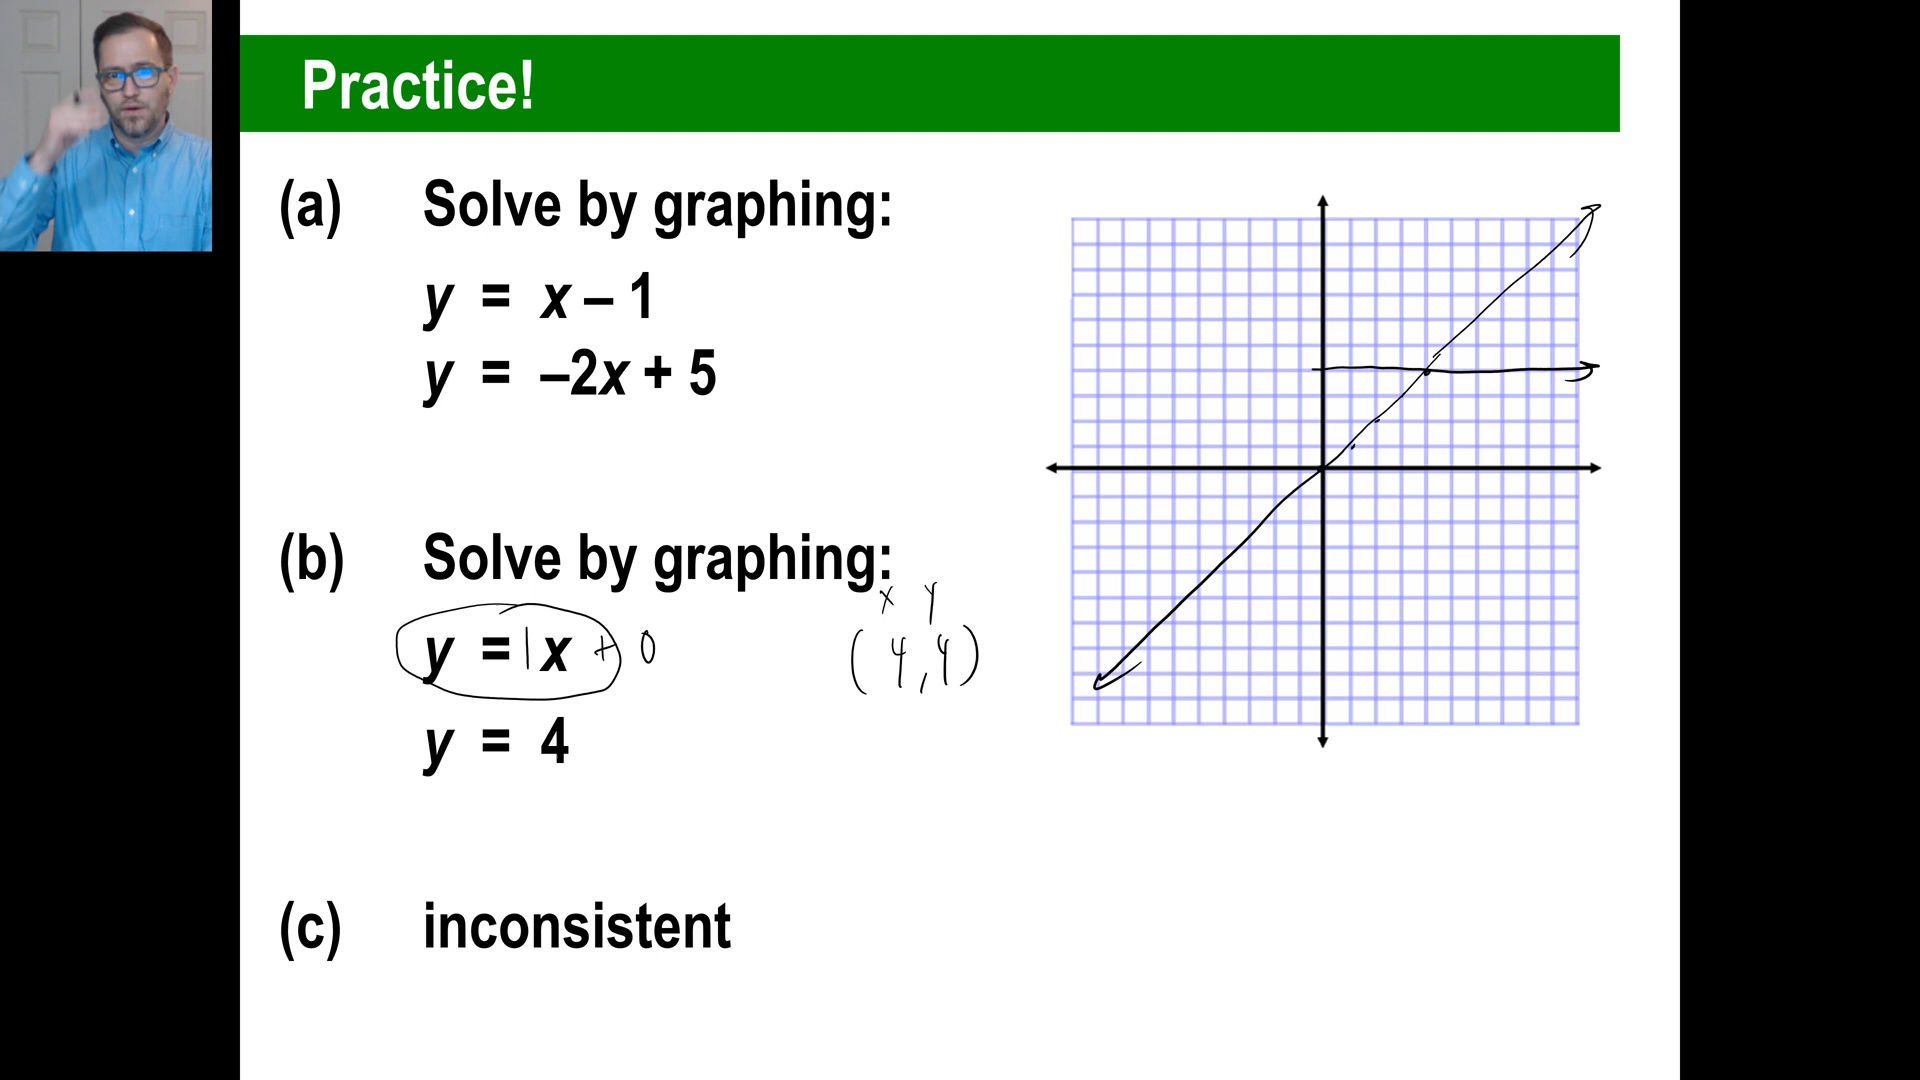 Practice!
(a) Solve by graphing:
y = x – 1
y = –2x + 5
(b) Solve by graphing:
x y
y = 1x + 0
(4,4)
y = 4
(c) inconsistent